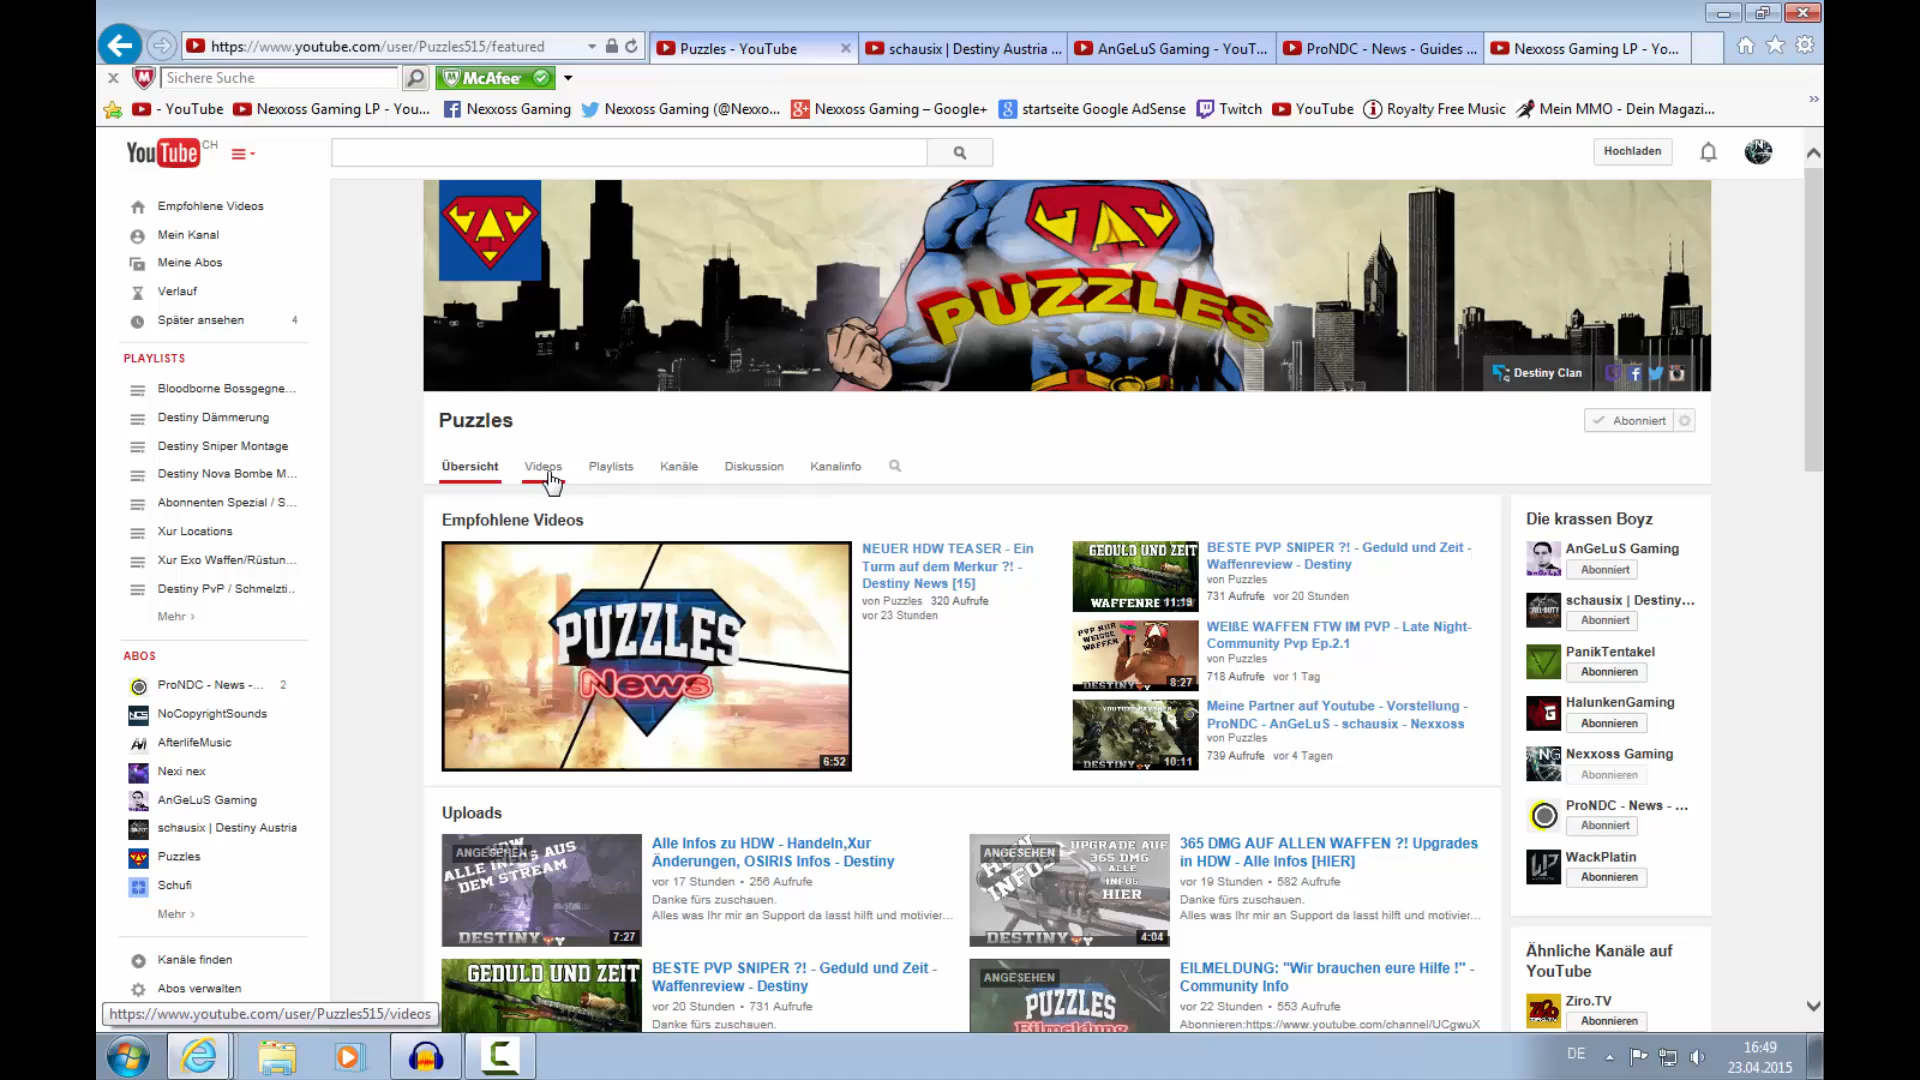 https://www.youtube.com/user/Puzzles515/featured
Puzzles - YouTube
schausix | Destiny Austria ...
AnGeLuS Gaming - YouT...
ProNDC - News - Guides ...
Nexxoss Gaming LP - Yo...
Sichere Suche
McAfee
- YouTube
Nexxoss Gaming LP - You...
Nexxoss Gaming
Nexxoss Gaming (@Nexxo...
Nexxoss Gaming – Google+
startseite Google AdSense
Twitch
YouTube
Royalty Free Music
Mein MMO - Dein Magazi...
YouTube CH
Hochladen
Empfohlene Videos
Mein Kanal
Meine Abos
Verlauf
Später ansehen 4
PLAYLISTS
Bloodborne Bossgegne...
Destiny Dämmerung
Destiny Sniper Montage
Destiny Nova Bombe M...
Abonnenten Spezial / S...
Xur Locations
Xur Exo Waffen/Rüstun...
Destiny PvP / Schmelzti..
Mehr ›
ABOS
ProNDC - News -... 2
NoCopyrightSounds
AfterlifeMusic
Nexi nex
AnGeLuS Gaming
schausix | Destiny Austria
Puzzles
Schufi
Mehr ›
Kanäle finden
Abos verwalten
https://www.youtube.com/user/Puzzles515/videos
PUZZLES
Destiny Clan
Puzzles
Abonniert
Übersicht
Videos
Playlists
Kanäle
Diskussion
Kanalinfo
Empfohlene Videos
PUZZLES
News
6:52
NEUER HDW TEASER - Ein
Turm auf dem Merkur ?! -
Destiny News [15]
von Puzzles 320 Aufrufe
vor 23 Stunden
GEDULD UND ZEIT
WAFFENRE 11:19
BESTE PVP SNIPER ?! - Geduld und Zeit -
Waffenreview - Destiny
von Puzzles
731 Aufrufe vor 20 Stunden
PVP NUR
WEISSE
WAFFEN
DESTINY
8:27
WEIßE WAFFEN FTW IM PVP - Late Night-
Community Pvp Ep.2.1
von Puzzles
718 Aufrufe vor 1 Tag
DESTINY
10:11
Meine Partner auf Youtube - Vorstellung -
ProNDC - AnGeLuS - schausix - Nexxoss
von Puzzles
739 Aufrufe vor 4 Tagen
Uploads
ANGESEHEN
HDW
ALLE INFOS AUS
DEM STREAM
DESTINY
7:27
Alle Infos zu HDW - Handeln,Xur
Änderungen, OSIRIS Infos - Destiny
vor 17 Stunden • 256 Aufrufe
Danke fürs zuschauen.
Alles was Ihr mir an Support da lasst hilft und motivier...
ANGESEHEN
HDW
INFOS
UPGRADE AUF
365 DMG
ALLE
INFOS
HIER
DESTINY
4:04
365 DMG AUF ALLEN WAFFEN ?! Upgrades
in HDW - Alle Infos [HIER]
vor 19 Stunden • 582 Aufrufe
Danke fürs zuschauen.
Alles was Ihr mir an Support da lasst hilft und motivier...
GEDULD UND ZEIT
BESTE PVP SNIPER ?! - Geduld und Zeit -
Waffenreview - Destiny
vor 20 Stunden • 731 Aufrufe
Danke fürs zuschauen.
ANGESEHEN
PUZZLES
Eilmeldung
EILMELDUNG: "Wir brauchen eure Hilfe !" -
Community Info
vor 22 Stunden • 553 Aufrufe
Abonnieren:https://www.youtube.com/channel/UCgwuX
Die krassen Boyz
AnGeLuS Gaming
Abonniert
schausix | Destiny...
Abonniert
PanikTentakel
Abonnieren
HalunkenGaming
Abonnieren
Nexxoss Gaming
Abonnieren
ProNDC - News - ...
Abonniert
WackPlatin
Abonnieren
Ähnliche Kanäle auf
YouTube
Ziro.TV
Abonnieren
DE
16:49
23.04.2015